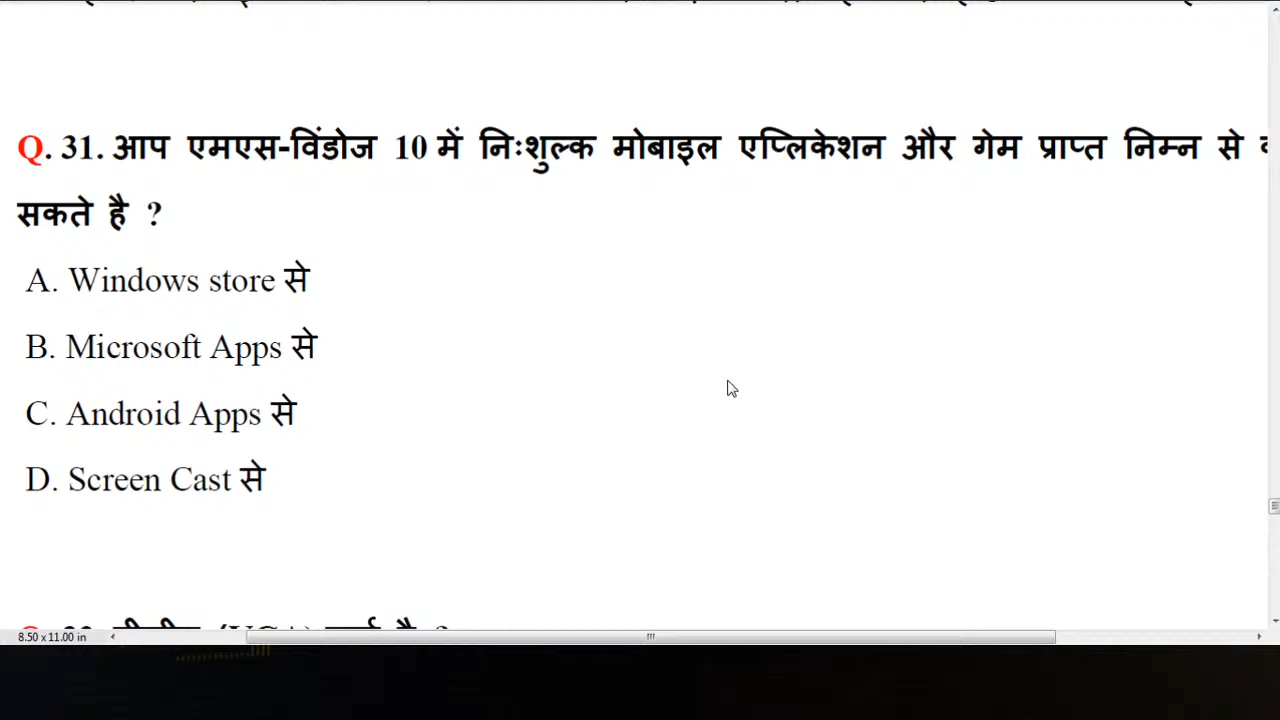 Q. 31. आप एमएस-विंडोज 10 में निःशुल्क मोबाइल एप्लिकेशन और गेम प्राप्त निम्न से
सकते है ?
A. Windows store से
B. Microsoft Apps से
C. Android Apps से
D. Screen Cast से
8.50 x 11.00 in